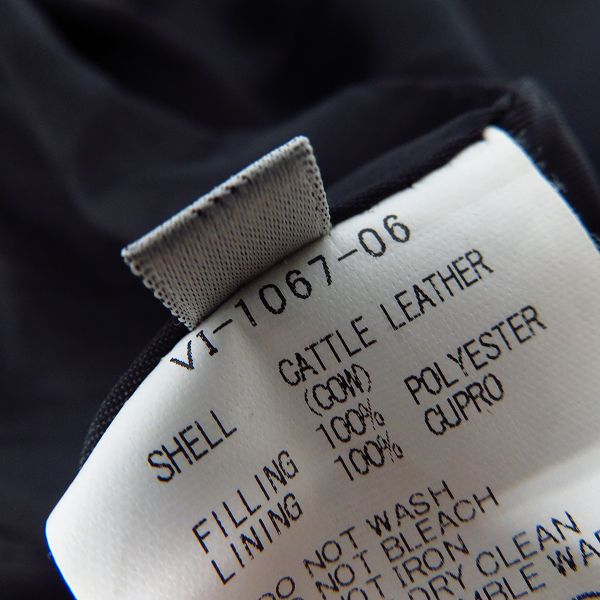 VI-1067-06
SHELL CATTLE LEATHER
(COW)
FILLING 100% POLYESTER
LINING 100% CUPRO
DO NOT WASH
NOT BLEACH
NOT IRON
DRY CLEAN